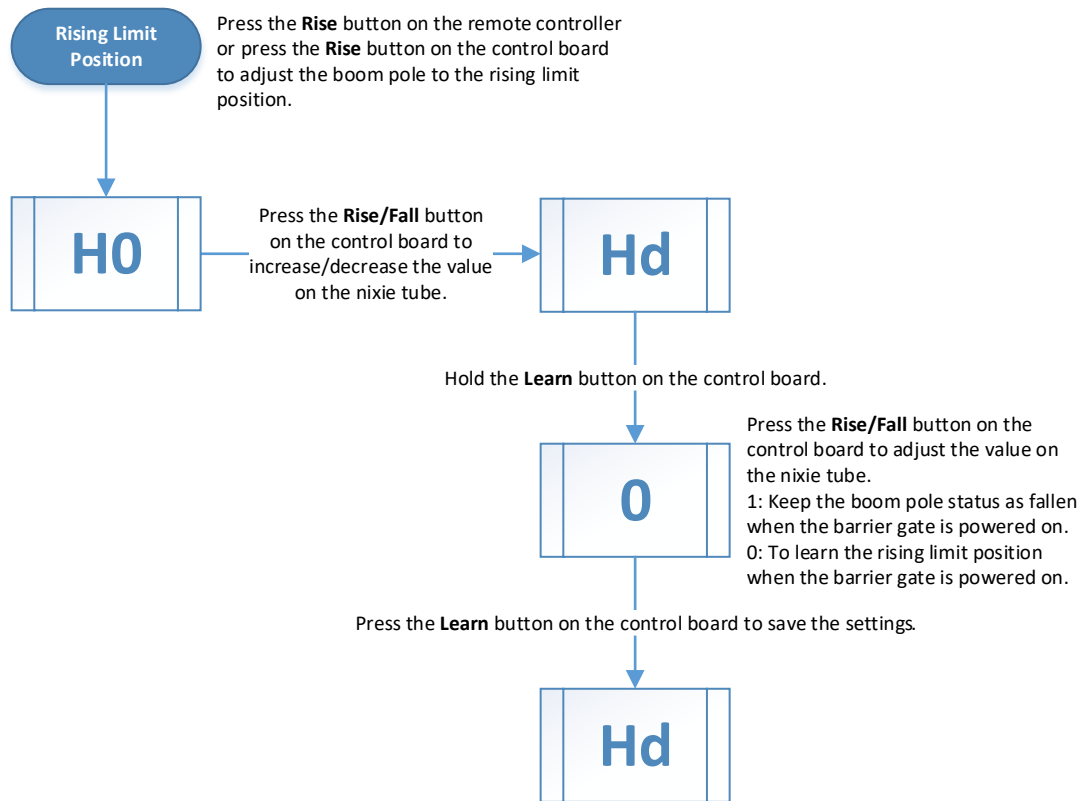 Rising Limit
Position
Press the Rise button on the remote controller
or press the Rise button on the control board
to adjust the boom pole to the rising limit
position.
H0
Press the Rise/Fall button
on the control board to
increase/decrease the value
on the nixie tube.
Hd
Hold the Learn button on the control board.
0
Press the Rise/Fall button on the
control board to adjust the value on
the nixie tube.
1: Keep the boom pole status as fallen
when the barrier gate is powered on.
0: To learn the rising limit position
when the barrier gate is powered on.
Press the Learn button on the control board to save the settings.
Hd